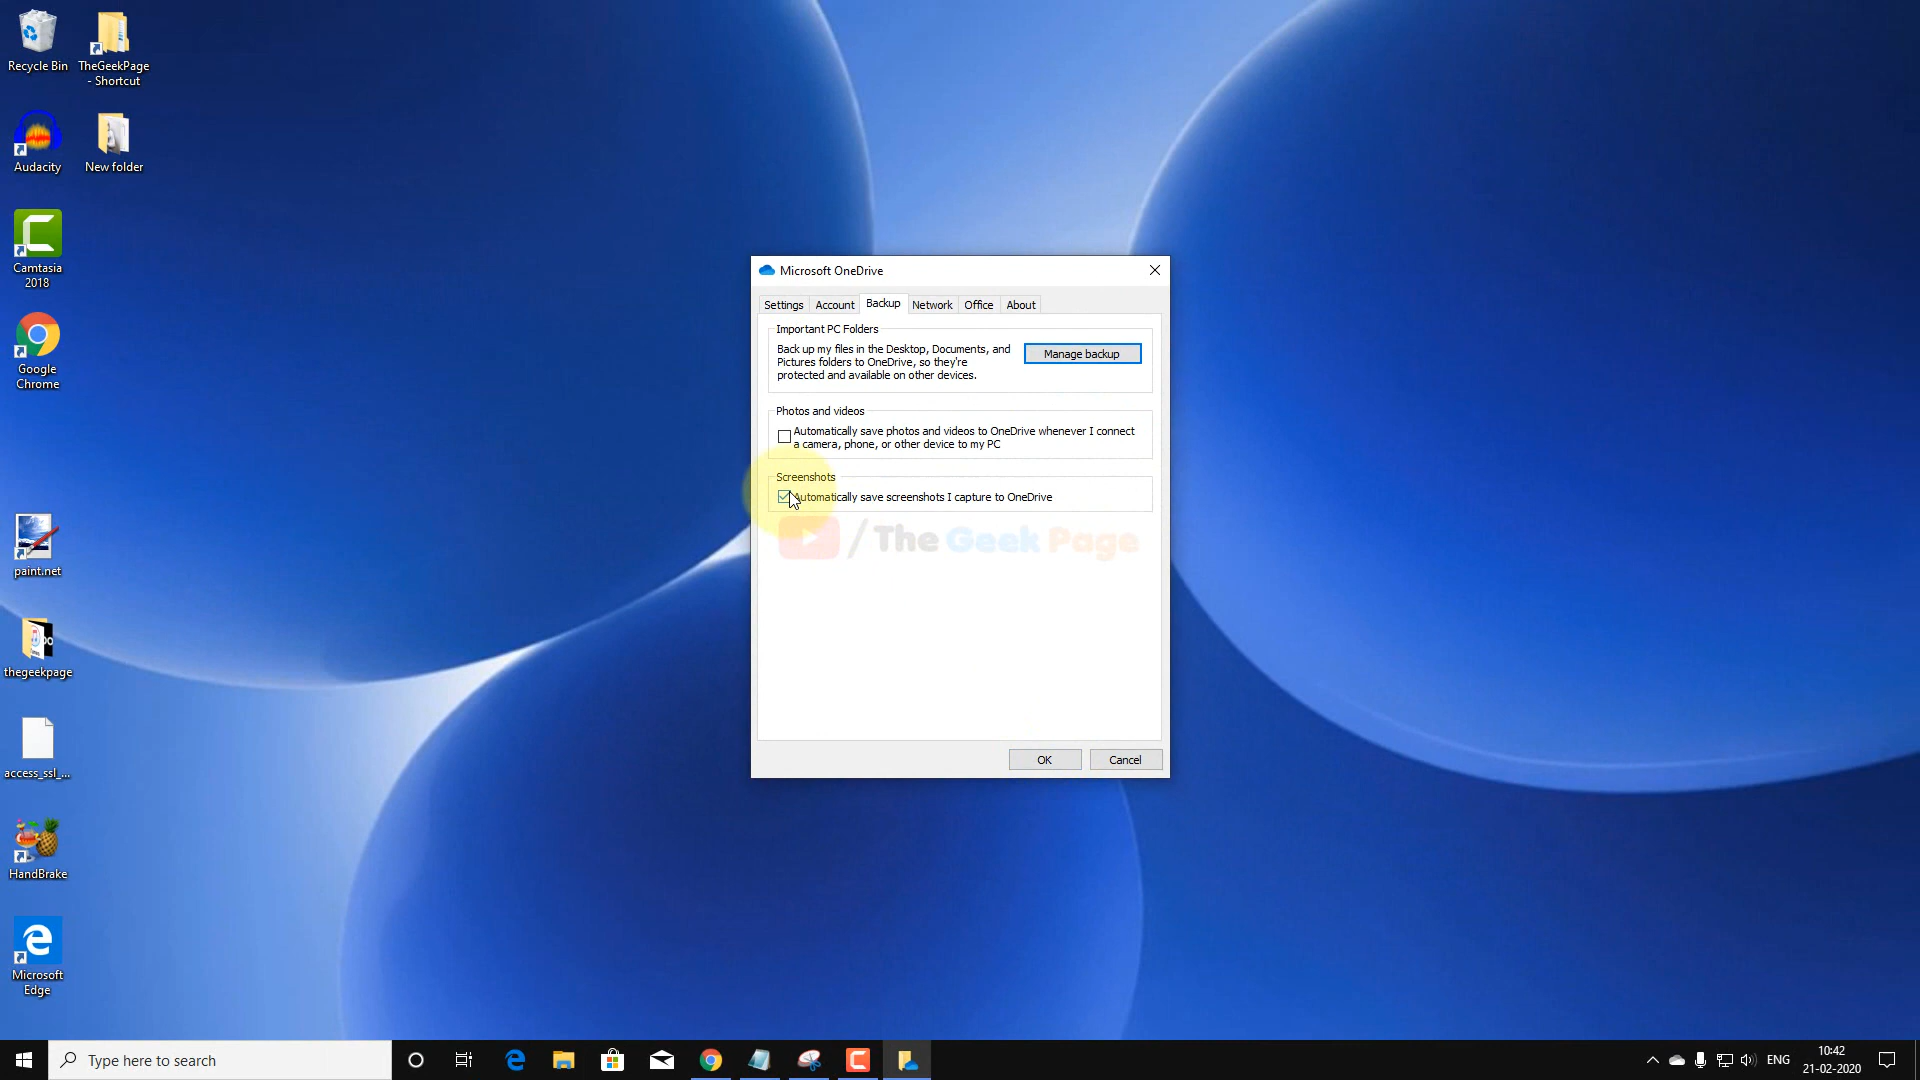 Recycle Bin
TheGeekPage
- Shortcut
Audacity
New folder
Camtasia
2018
Google
Chrome
paint.net
thegeekpage
access_ssl_...
HandBrake
Microsoft
Edge
Microsoft OneDrive
Settings Account Backup Network Office About
Important PC Folders
Back up my files in the Desktop, Documents, and
Pictures folders to OneDrive, so they're
protected and available on other devices.
Manage backup
Photos and videos
Automatically save photos and videos to OneDrive whenever I connect
a camera, phone, or other device to my PC
Screenshots
Automatically save screenshots I capture to OneDrive
/ The Geek Page
OK Cancel
Type here to search
ENG
10:42
21-02-2020